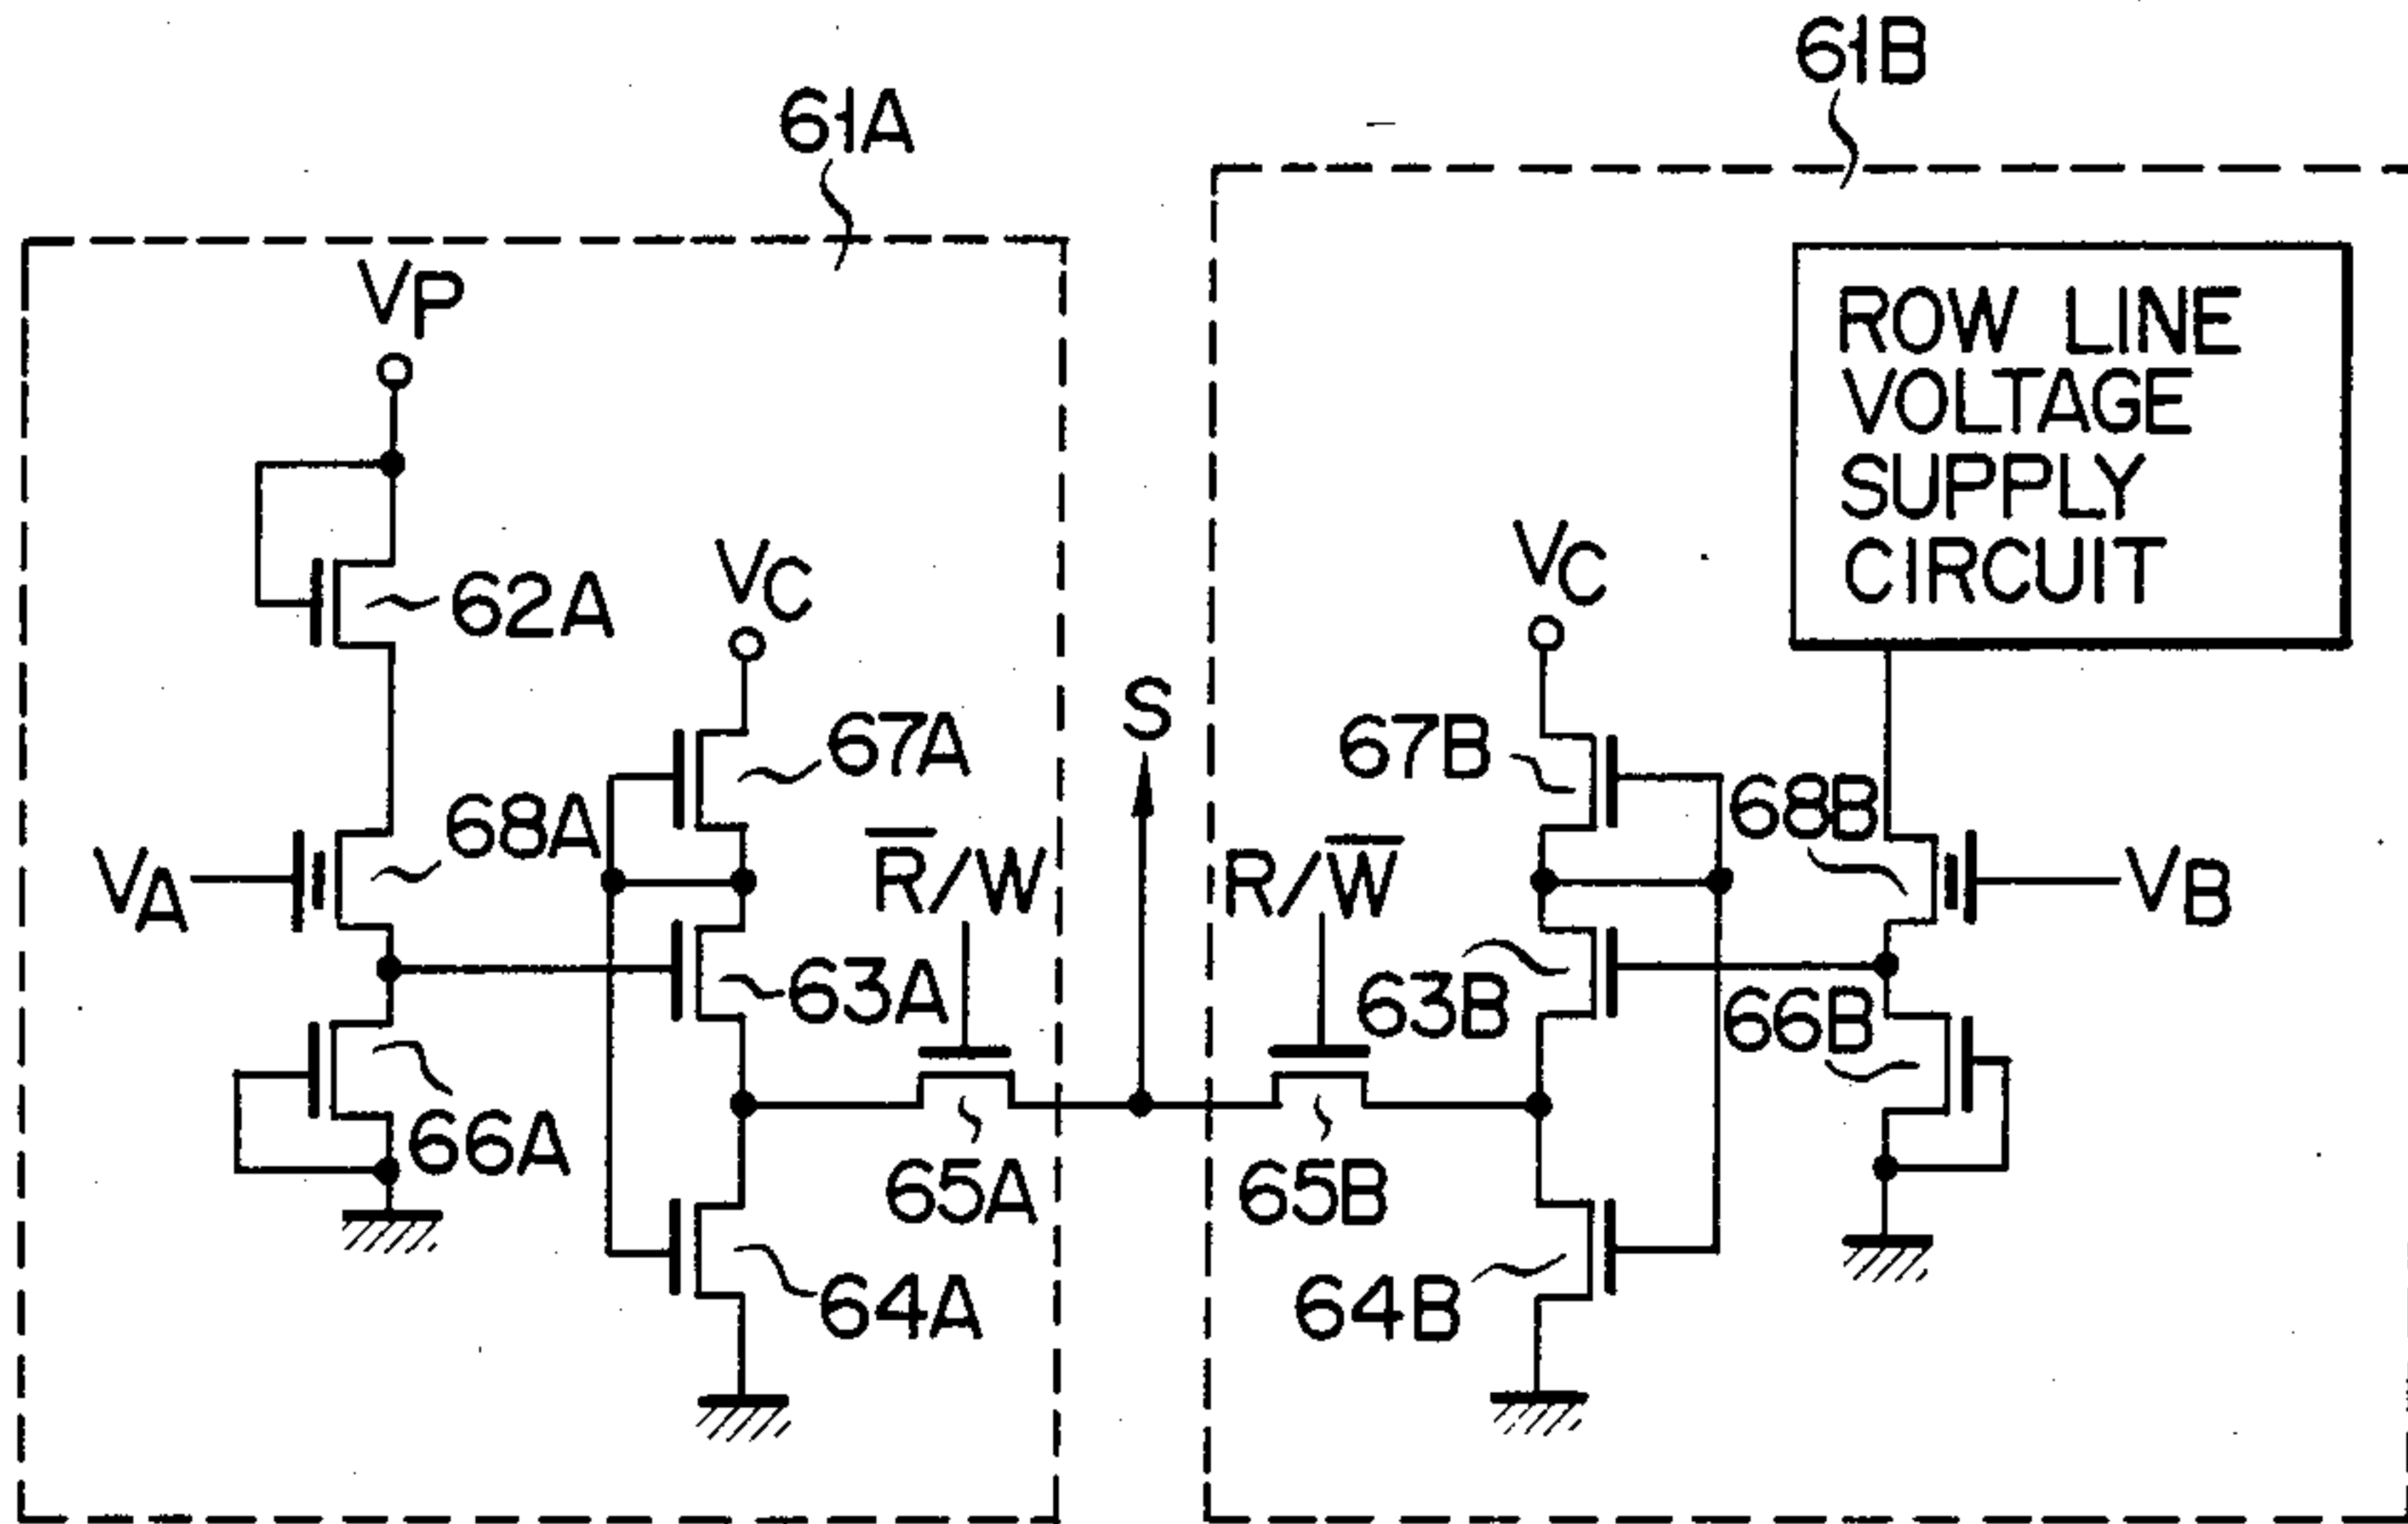 61B
61A
VP
ROW LINE
VOLTAGE
SUPPLY
CIRCUIT
VC
VC
62A
S
67A
67B
68A
68B
R̅/W
R/W̅
VA
VB
63A
63B
66B
66A
65A
65B
64A
64B